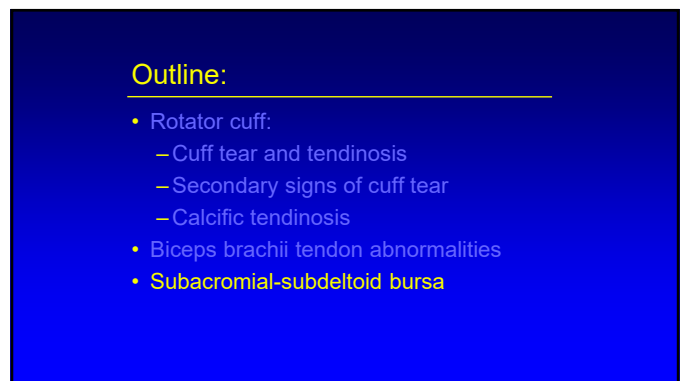 Outline:
• Rotator cuff:
–Cuff tear and tendinosis
–Secondary signs of cuff tear
–Calcific tendinosis
• Biceps brachii tendon abnormalities
• Subacromial-subdeltoid bursa